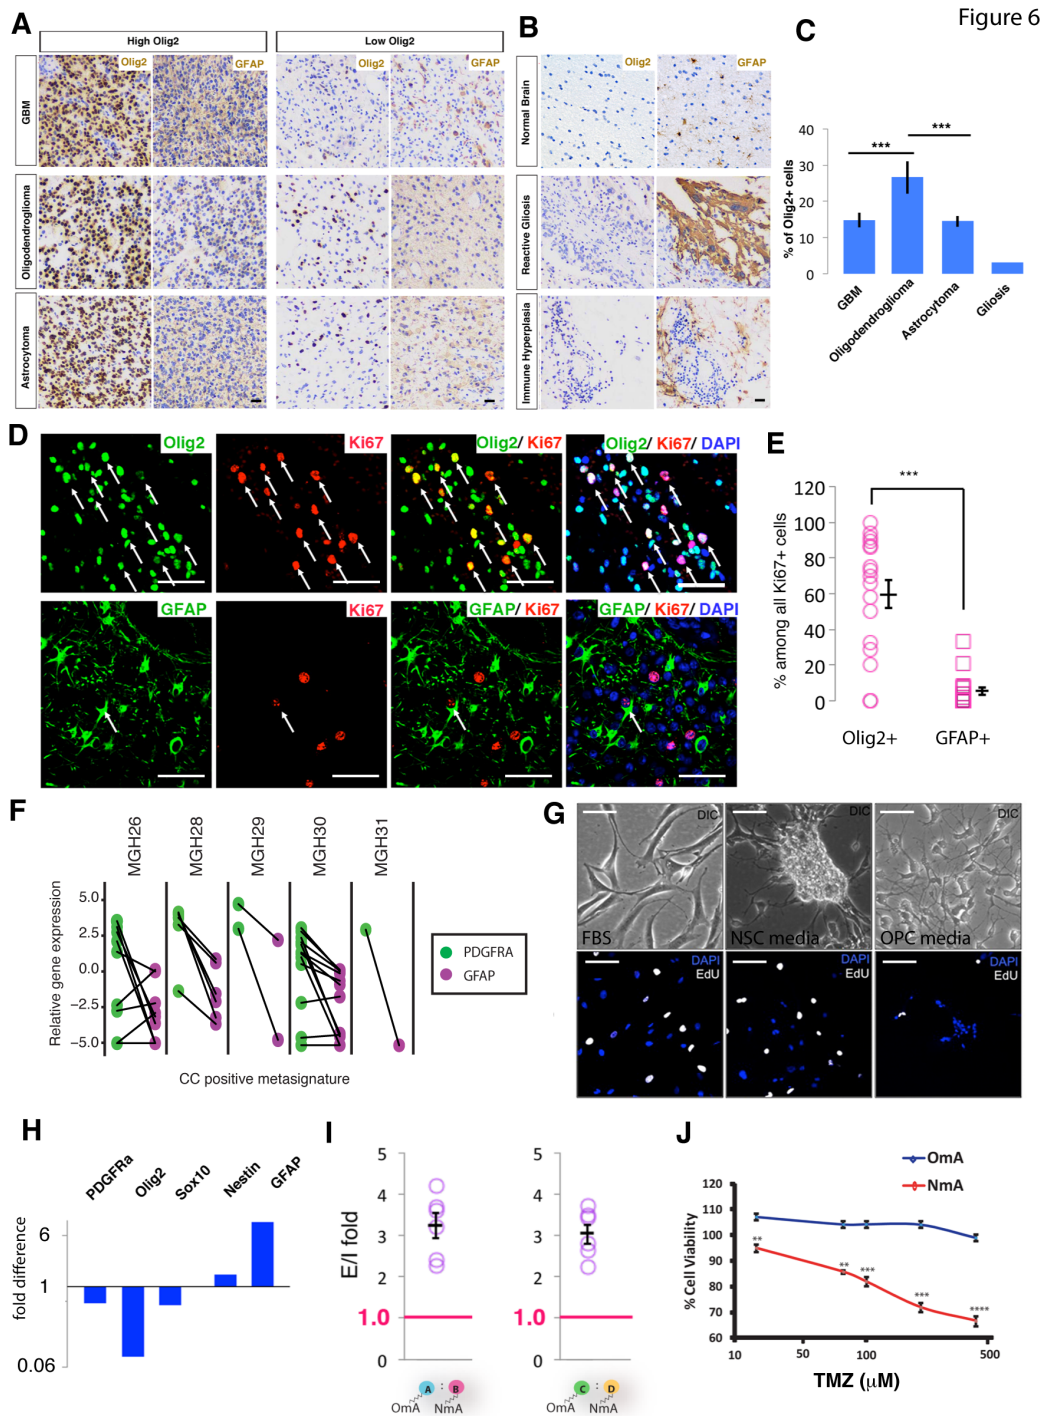 Figure 6
A
High Olig2
Low Olig2
GBM
Oligodendroglioma
Astrocytoma
Olig2
GFAP
Olig2
GFAP
B
Normal Brain
Reactive Gliosis
Immune Hyperplasia
Olig2
GFAP
C
% of Olig2+ cells
40
30
20
10
0
***
***
GBM
Oligodendroglioma
Astrocytoma
Gliosis
D
Olig2
Ki67
Olig2/ Ki67
Olig2/ Ki67/ DAPI
GFAP
Ki67
GFAP/ Ki67
GFAP/ Ki67/ DAPI
E
% among all Ki67+ cells
120
100
80
60
40
20
0
***
Olig2+
GFAP+
F
MGH26
MGH28
MGH29
MGH30
MGH31
Relative gene expression
5.0
2.5
0.0
−2.5
−5.0
CC positive metasignature
PDGFRA
GFAP
G
DIC
DIC
DIC
FBS
NSC media
OPC media
DAPI
EdU
DAPI
EdU
DAPI
EdU
H
PDGFRa
Olig2
Sox10
Nestin
GFAP
fold difference
6
1
0.06
I
E/I fold
5
4
3
2
1.0
0
A : B
OmA
NmA
5
4
3
2
1.0
0
C : D
OmA
NmA
J
OmA
NmA
% Cell Viability
120
110
100
90
80
70
60
**
**
***
***
****
10
50
100
500
TMZ (μM)